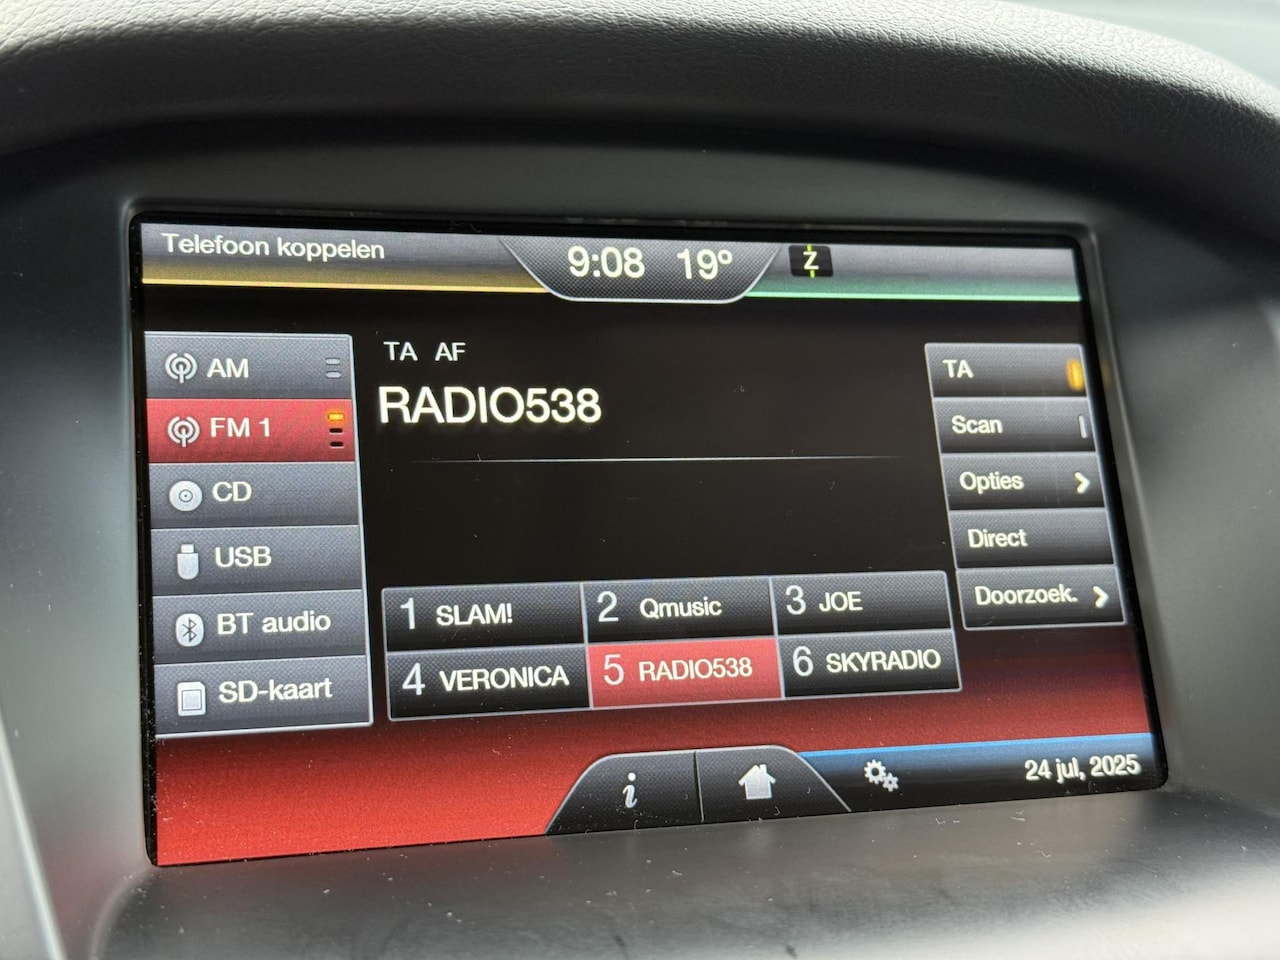 Telefoon koppelen
9:08 19°
Z
AM
FM 1
CD
USB
BT audio
SD-kaart
TA AF
RADIO538
1 SLAM!
2 Qmusic
3 JOE
4 VERONICA
5 RADIO538
6 SKYRADIO
TA
Scan
Opties
Direct
Doorzoek.
i
24 jul, 2025